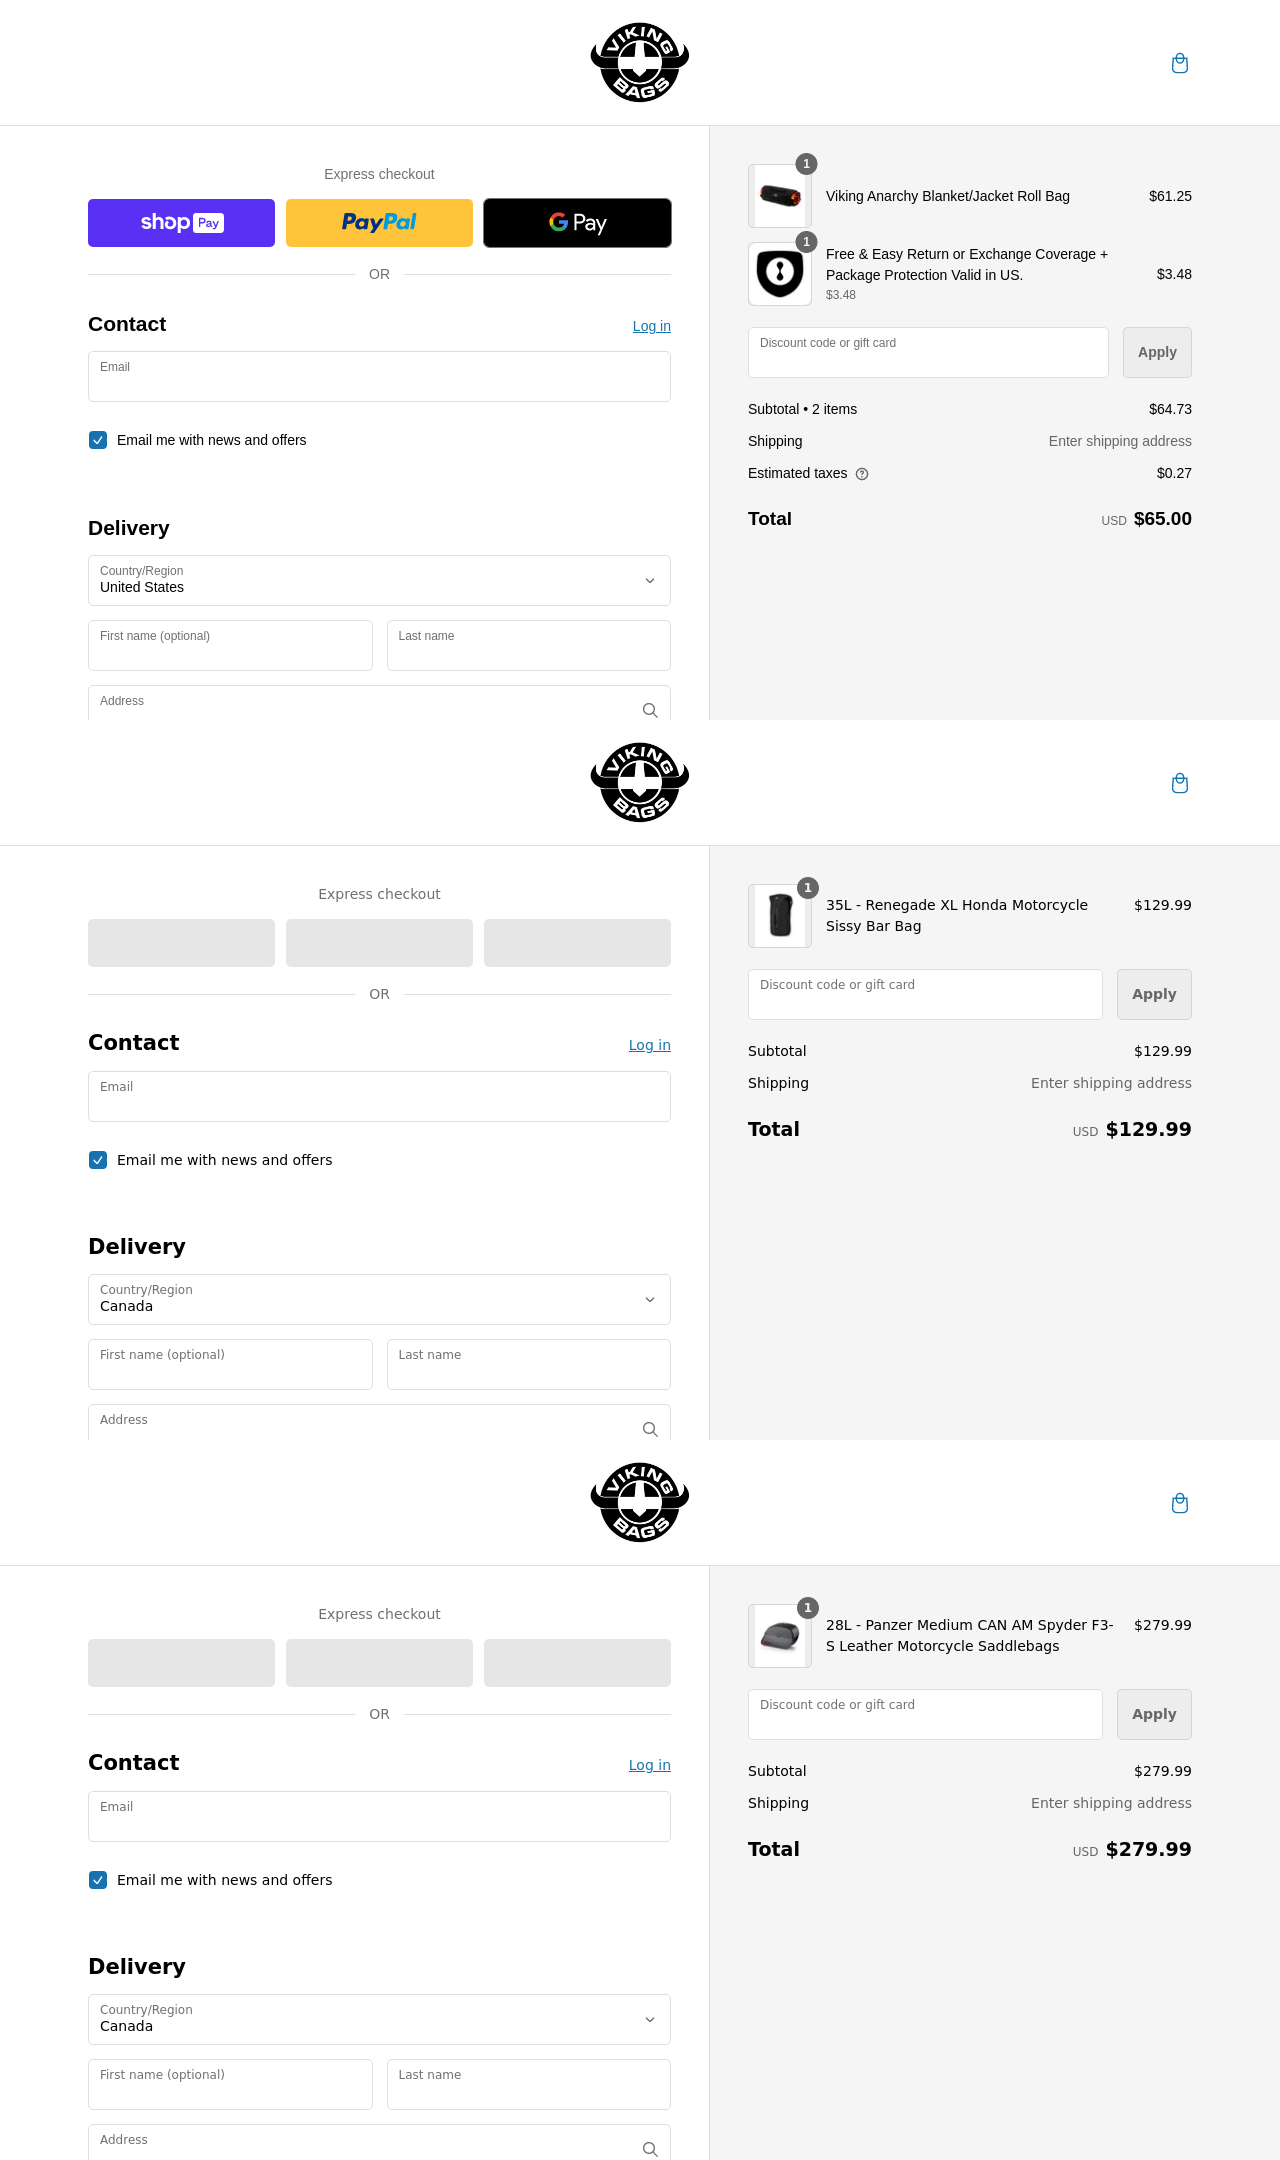 VIKING
BAGS
Express checkout
shop Pay
PayPal
G Pay
OR
Contact
Log in
Email
Email me with news and offers
Delivery
Country/Region
United States
First name (optional)
Last name
Address
1
Viking Anarchy Blanket/Jacket Roll Bag
$61.25
1
Free & Easy Return or Exchange Coverage +
Package Protection Valid in US.
$3.48
$3.48
Discount code or gift card
Apply
Subtotal • 2 items
$64.73
Shipping
Enter shipping address
Estimated taxes
$0.27
Total
USD $65.00
VIKING
BAGS
Express checkout
OR
Contact
Log in
Email
Email me with news and offers
Delivery
Country/Region
Canada
First name (optional)
Last name
Address
1
35L - Renegade XL Honda Motorcycle
Sissy Bar Bag
$129.99
Discount code or gift card
Apply
Subtotal
$129.99
Shipping
Enter shipping address
Total
USD $129.99
VIKING
BAGS
Express checkout
OR
Contact
Log in
Email
Email me with news and offers
Delivery
Country/Region
Canada
First name (optional)
Last name
Address
1
28L - Panzer Medium CAN AM Spyder F3-
S Leather Motorcycle Saddlebags
$279.99
Discount code or gift card
Apply
Subtotal
$279.99
Shipping
Enter shipping address
Total
USD $279.99